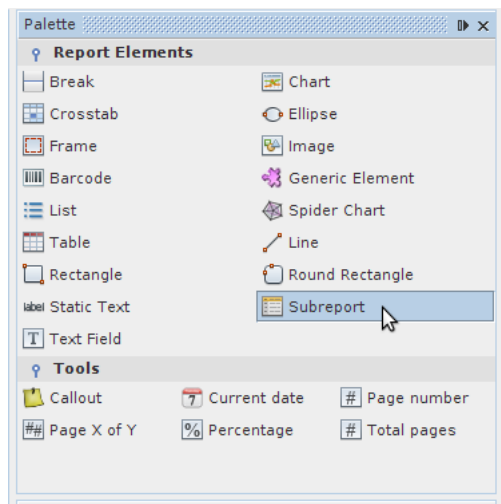 Palette
Report Elements
Break Chart
Crosstab Ellipse
Frame Image
Barcode Generic Element
List Spider Chart
Table Line
Rectangle Round Rectangle
label Static Text Subreport
T Text Field
Tools
Callout 7 Current date # Page number
## Page X of Y % Percentage # Total pages